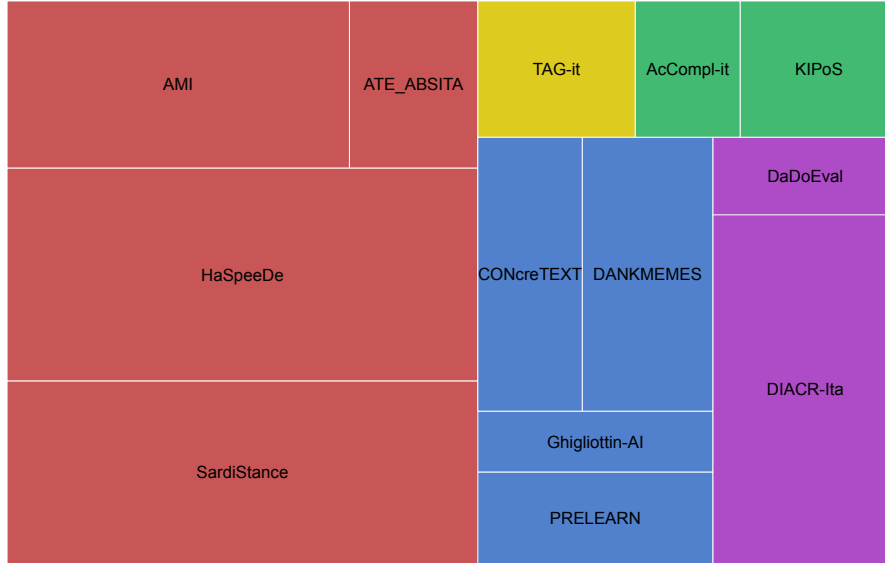 AMI
ATE_ABSITA
HaSpeeDe
SardiStance
TAG-it
AcCompl-it
KIPoS
CONcreTEXT
DANKMEMES
Ghigliottin-AI
PRELEARN
DaDoEval
DIACR-Ita